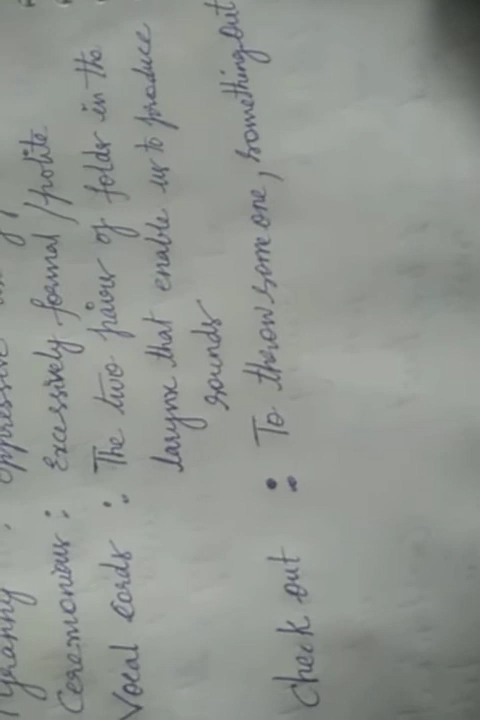 Tyranny : oppressive
Ceremonious : Excessively formal / polite
Vocal cords : The two pairs of folds in the
larynx that enable us to produce
sounds
Check out : To throw some one, something out